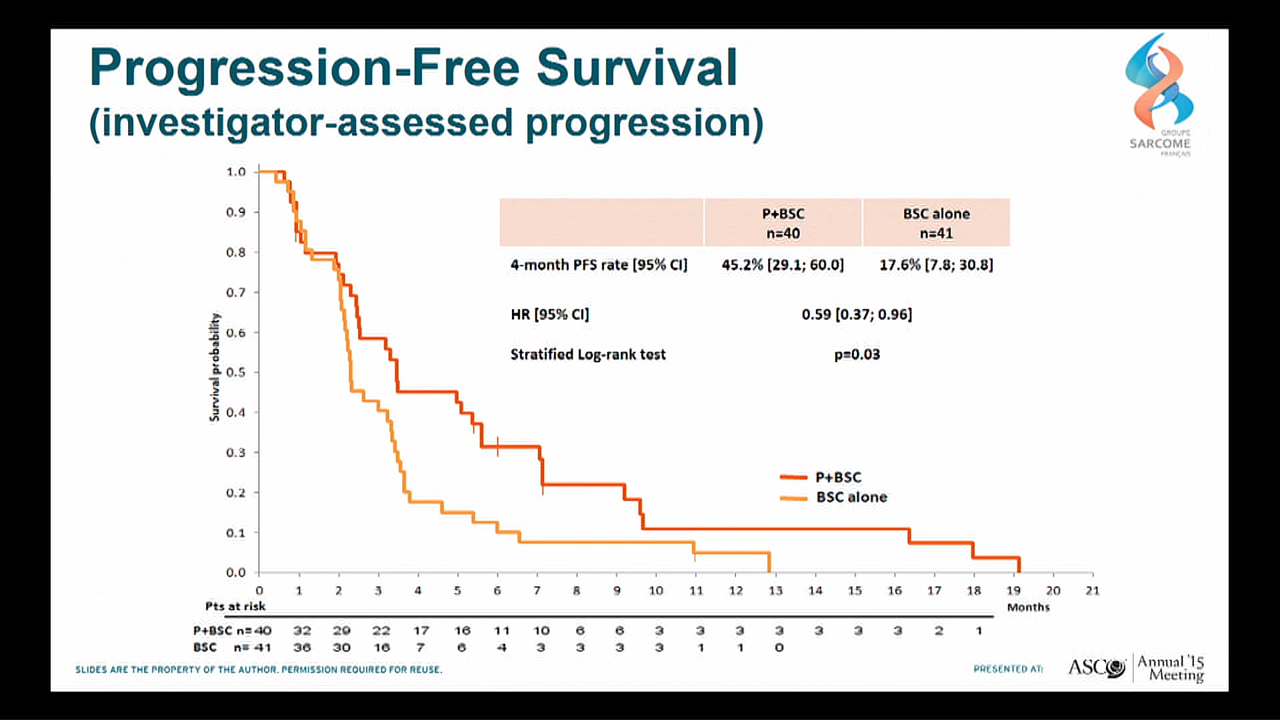 Progression-Free Survival
(investigator-assessed progression)
GROUPE
SARCOME
FRANÇAIS
1.0
0.9
0.8
0.7
0.6
0.5
0.4
0.3
0.2
0.1
0.0
Survival probability
P+BSC BSC alone
n=40 n=41
4-month PFS rate [95% CI] 45.2% [29.1; 60.0] 17.6% [7.8; 30.8]
HR [95% CI] 0.59 [0.37; 0.96]
Stratified Log-rank test p=0.03
P+BSC
BSC alone
0 1 2 3 4 5 6 7 8 9 10 11 12 13 14 15 16 17 18 19 20 21
Pts at risk Months
P+BSC n=40 32 29 22 17 16 11 10 6 6 3 3 3 3 3 3 3 2 1
BSC n= 41 36 30 16 7 6 4 3 3 3 3 1 1 0
SLIDES ARE THE PROPERTY OF THE AUTHOR. PERMISSION REQUIRED FOR REUSE.
PRESENTED AT:
ASCO Annual '15
Meeting